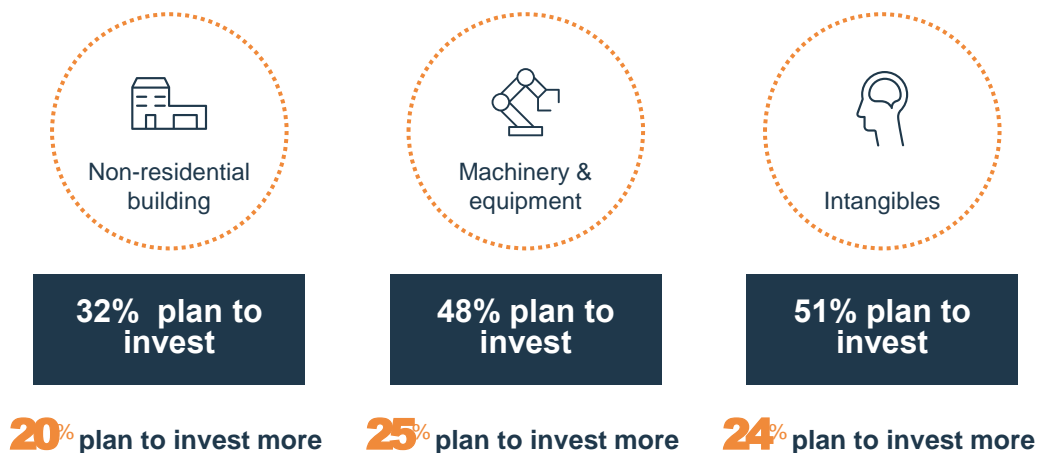 Non-residential
building
32% plan to
invest
20% plan to invest more
Machinery &
equipment
48% plan to
invest
25% plan to invest more
Intangibles
51% plan to
invest
24% plan to invest more